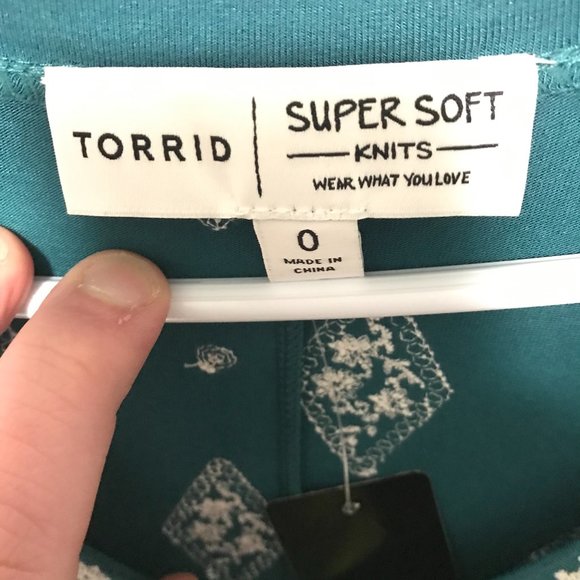 TORRID
SUPER SOFT
KNITS
WEAR WHAT YOU LOVE
0
MADE IN
CHINA